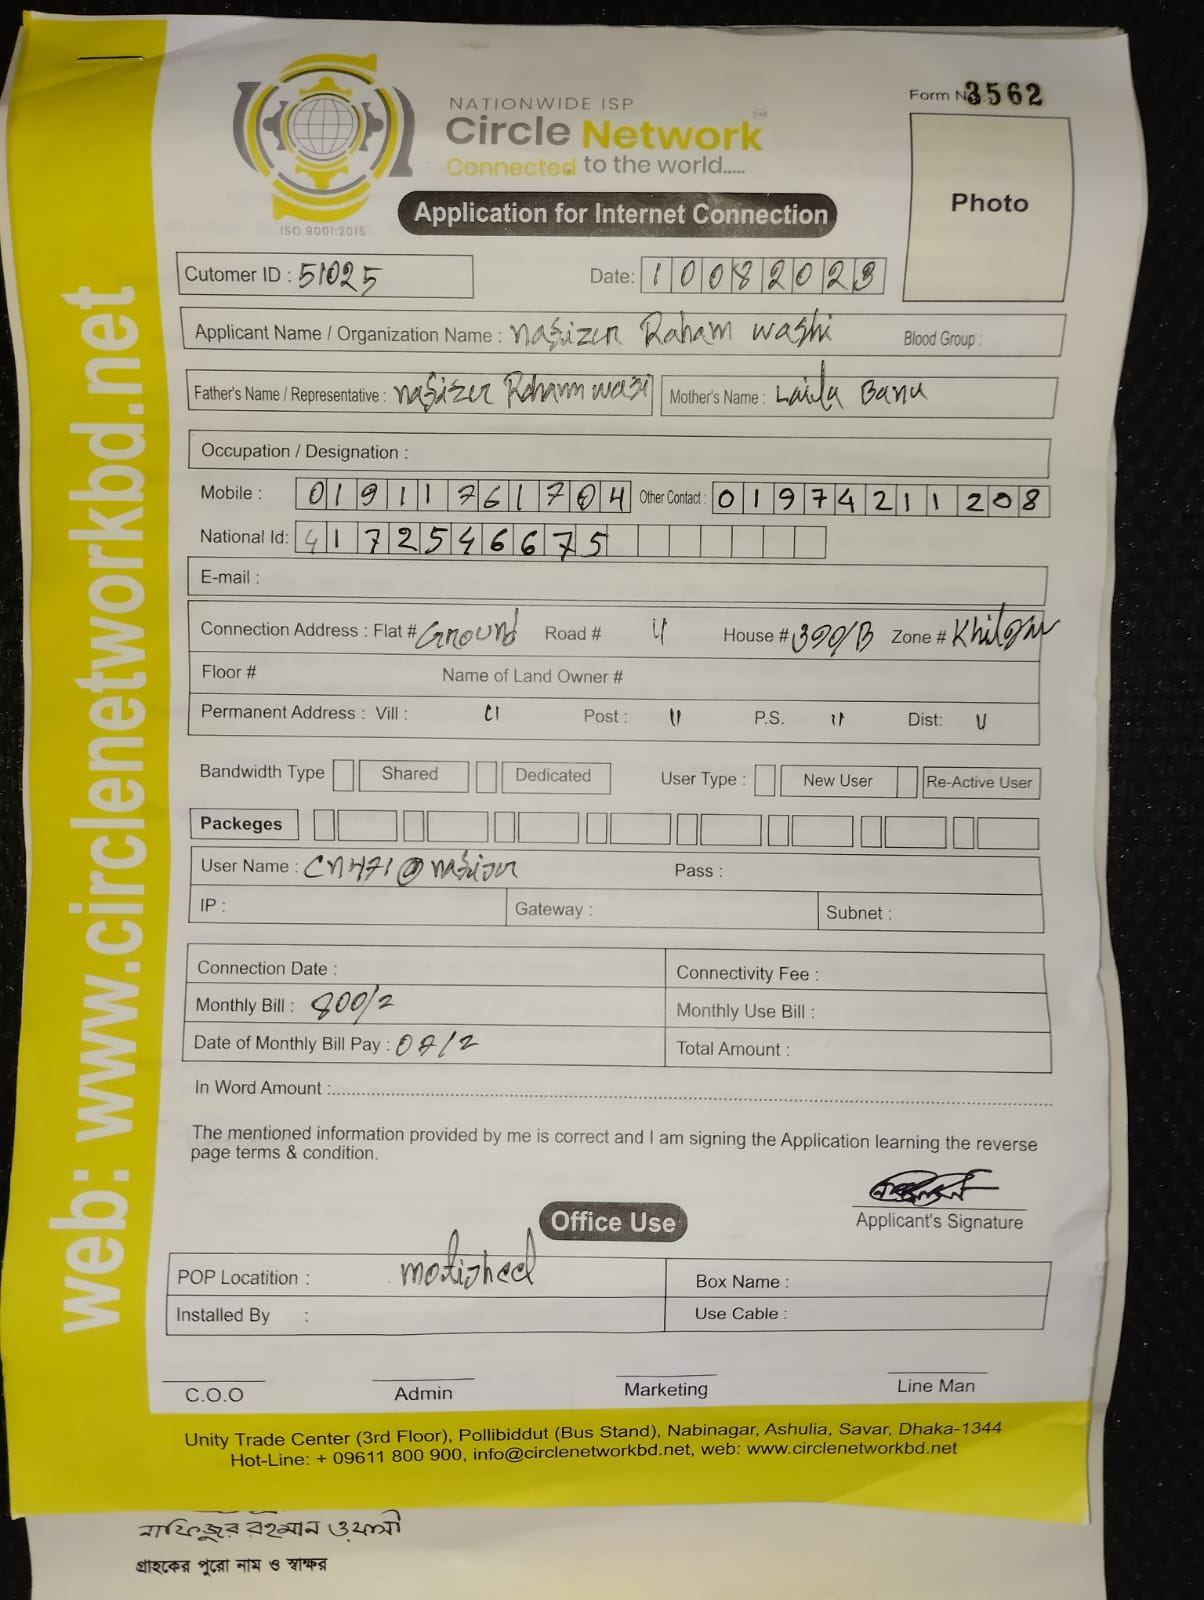 Form No 3562
NATIONWIDE ISP
Circle Network
Connected to the world.....
ISO 9001:2015
Application for Internet Connection
Photo
Cutomer ID : 51025
Date: 10082023
Applicant Name / Organization Name : Nafizur Raham washi Blood Group :
Father's Name / Representative : Nafizur Raham wasi Mother's Name : Laila Banu
Occupation / Designation :
Mobile : 01911761704 Other Contact : 01974211208
National Id: 4172546675
E-mail :
Connection Address : Flat # Ground Road # 4 House # 390/B Zone # Khilgaw
Floor # Name of Land Owner #
Permanent Address : Vill : 〃 Post : 〃 P.S. 〃 Dist: 〃
Bandwidth Type Shared Dedicated User Type : New User Re-Active User
Packeges
User Name : @nafizur Pass :
IP : Gateway : Subnet :
Connection Date : Connectivity Fee :
Monthly Bill : 800/2 Monthly Use Bill :
Date of Monthly Bill Pay : 07/2 Total Amount :
In Word Amount :
The mentioned information provided by me is correct and I am signing the Application learning the reverse
page terms & condition.
Applicant's Signature
Office Use
POP Locatition : motijheel Box Name :
Installed By : Use Cable :
C.O.O Admin Marketing Line Man
Unity Trade Center (3rd Floor), Pollibiddut (Bus Stand), Nabinagar, Ashulia, Savar, Dhaka-1344
Hot-Line: + 09611 800 900, info@circlenetworkbd.net, web: www.circlenetworkbd.net
web: www.circlenetworkbd.net
নাফিজুর রহমান ওয়াসী
গ্রাহকের পুরো নাম ও স্বাক্ষর